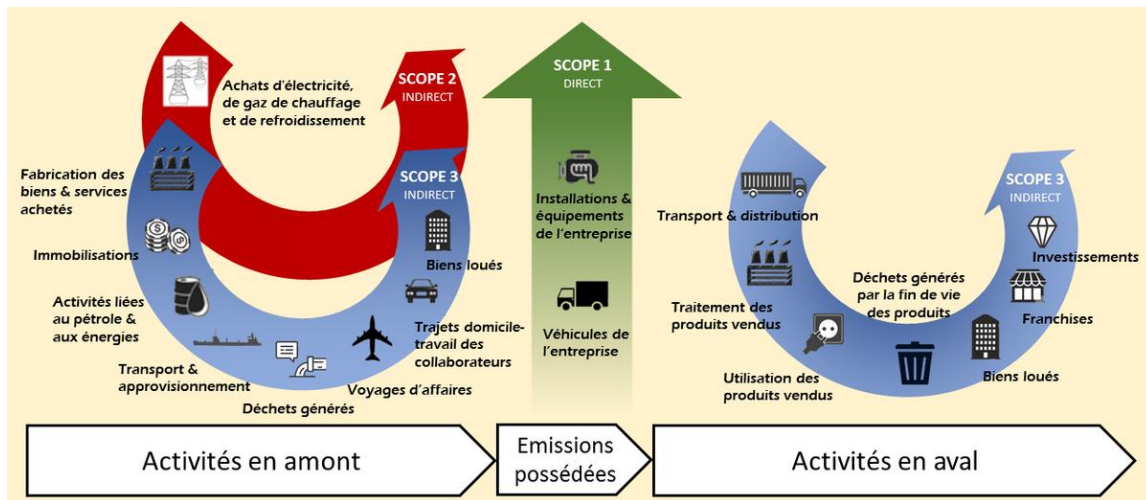 Achats d'électricité,
de gaz de chauffage
et de refroidissement
SCOPE 2
INDIRECT
Fabrication des
biens & services
achetés
Immobilisations
Activités liées
au pétrole &
aux énergies
Transport &
approvisionnement
Déchets générés
Voyages d'affaires
Trajets domicile-
travail des
collaborateurs
Biens loués
SCOPE 3
INDIRECT
SCOPE 1
DIRECT
Installations &
équipements
de l'entreprise
Véhicules de
l'entreprise
Transport & distribution
Traitement des
produits vendus
Utilisation des
produits vendus
Déchets générés
par la fin de vie
des produits
Biens loués
Franchises
Investissements
SCOPE 3
INDIRECT
Activités en amont
Emissions
possédées
Activités en aval